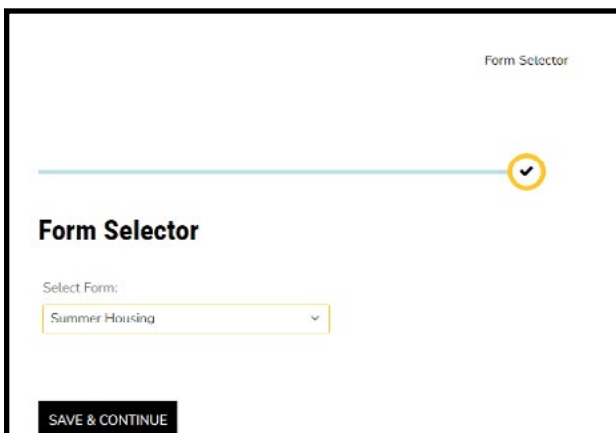 Form Selector
Form Selector
Select Form:
Summer Housing
SAVE & CONTINUE